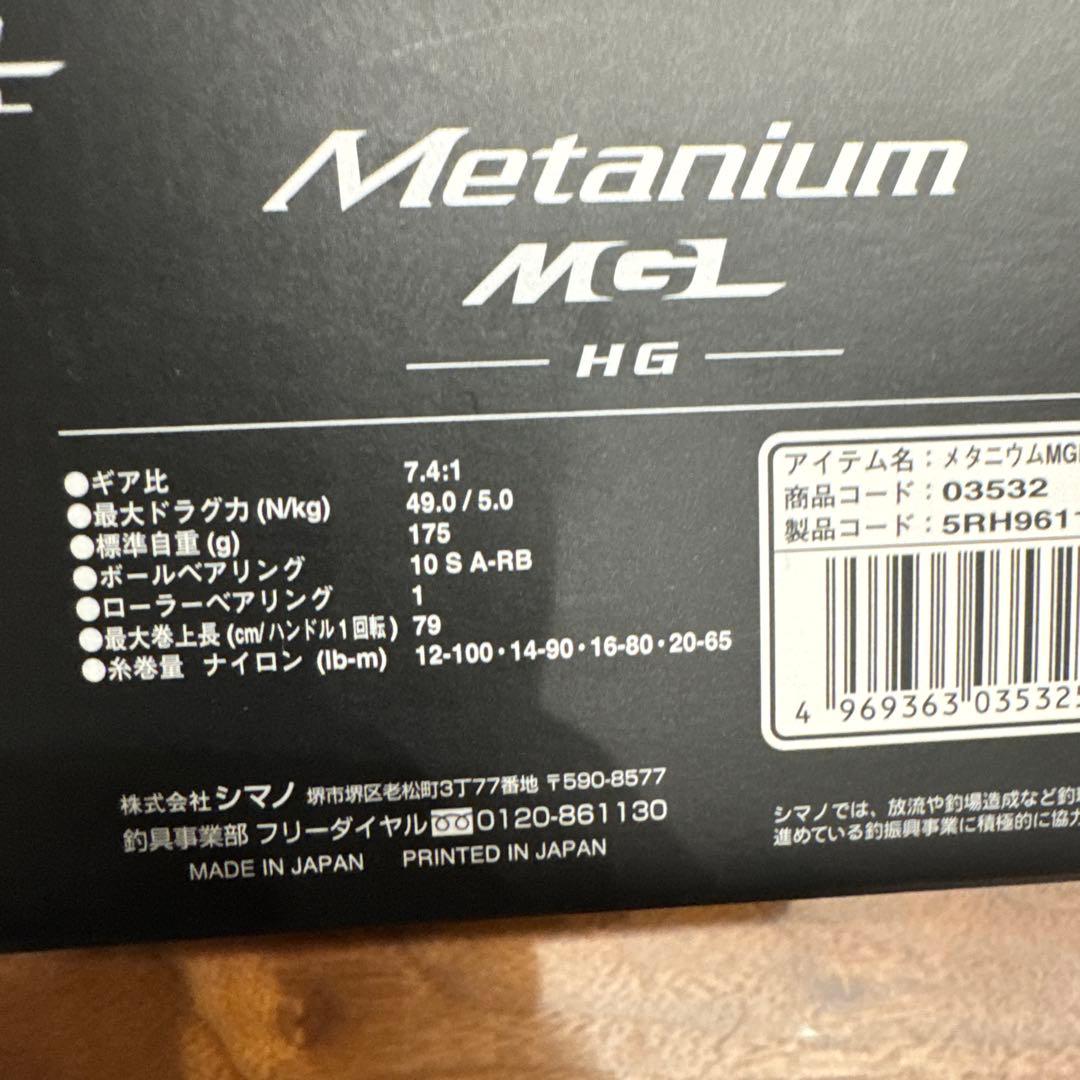 Metanium
MGL
HG
●ギア比 7.4:1
●最大ドラグ力 (N/kg) 49.0 / 5.0
●標準自重 (g) 175
●ボールベアリング 10 S A-RB
●ローラーベアリング 1
●最大巻上長 (cm/ハンドル1回転) 79
●糸巻量 ナイロン (lb-m) 12-100・14-90・16-80・20-65
アイテム名:メタニウムMG
商品コード:03532
製品コード:5RH961
4 969363 03532
株式会社 シマノ 堺市堺区老松町3丁77番地 〒590-8577
釣具事業部 フリーダイヤル 0120-861130
MADE IN JAPAN PRINTED IN JAPAN
シマノでは、放流や釣場造成など釣
進めている釣振興事業に積極的に協